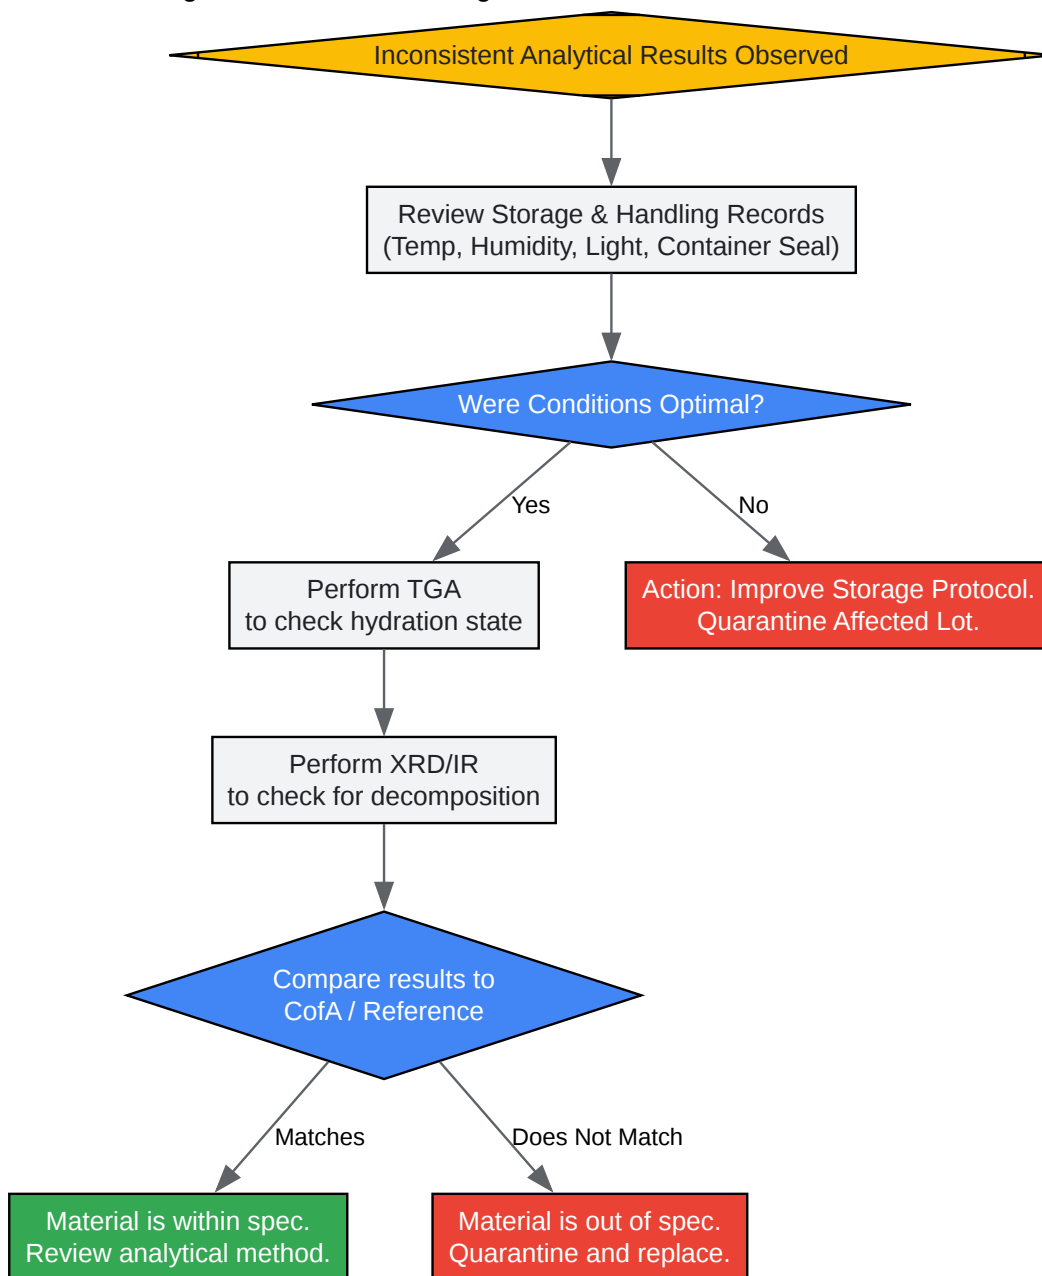 Inconsistent Analytical Results Observed
Review Storage & Handling Records
(Temp, Humidity, Light, Container Seal)
Were Conditions Optimal?
Yes
No
Perform TGA
to check hydration state
Action: Improve Storage Protocol.
Quarantine Affected Lot.
Perform XRD/IR
to check for decomposition
Compare results to
CofA / Reference
Matches
Does Not Match
Material is within spec.
Review analytical method.
Material is out of spec.
Quarantine and replace.